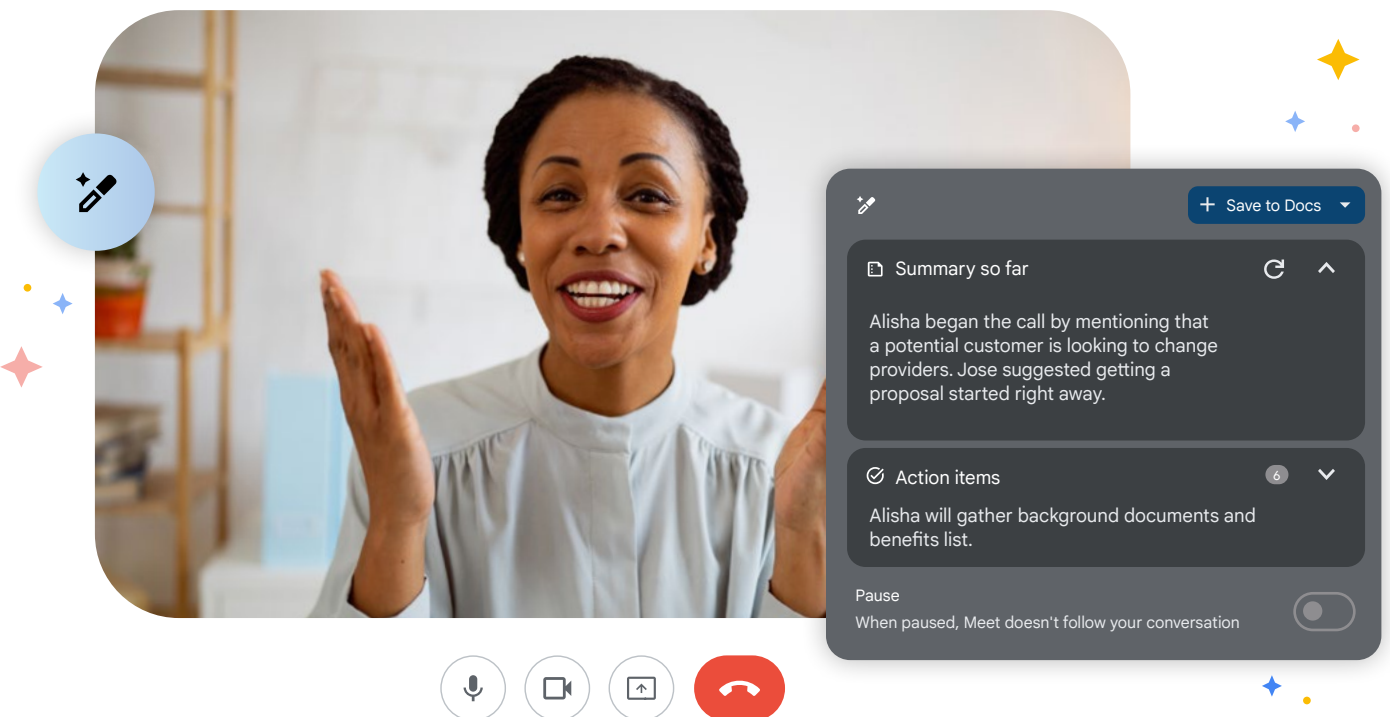 Save to Docs
Summary so far
Alisha began the call by mentioning that
a potential customer is looking to change
providers. Jose suggested getting a
proposal started right away.
Action items
6
Alisha will gather background documents and
benefits list.
Pause
When paused, Meet doesn't follow your conversation